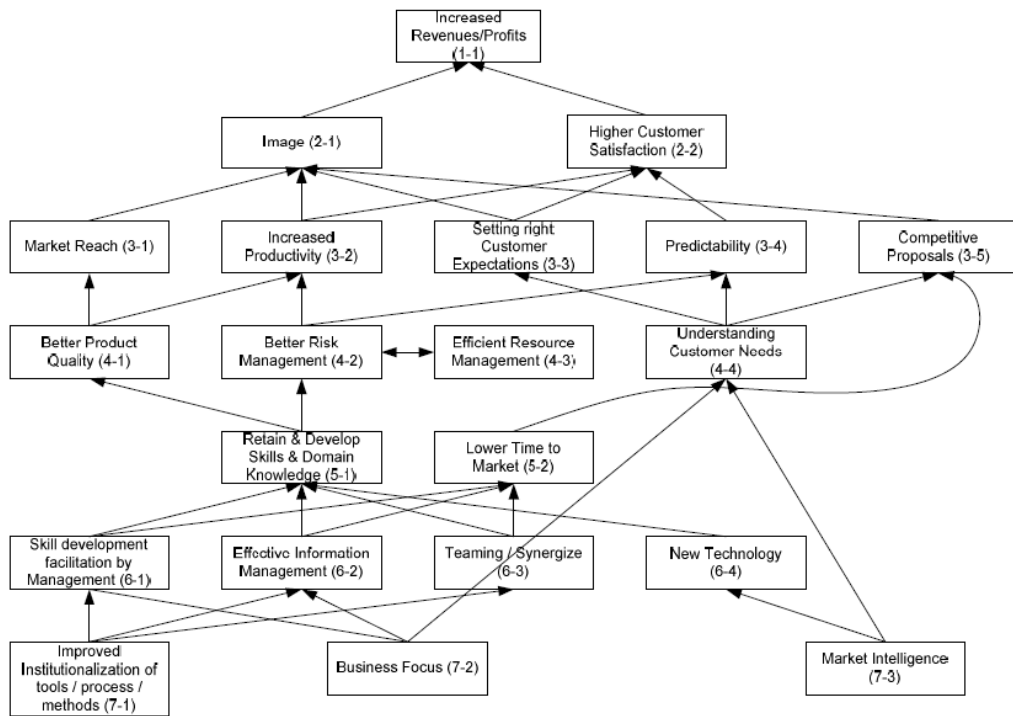 Increased
Revenues/Profits
(1-1)
Image (2-1)
Higher Customer
Satisfaction (2-2)
Market Reach (3-1)
Increased
Productivity (3-2)
Setting right
Customer
Expectations (3-3)
Predictability (3-4)
Competitive
Proposals (3-5)
Better Product
Quality (4-1)
Better Risk
Management (4-2)
Efficient Resource
Management (4-3)
Understanding
Customer Needs
(4-4)
Retain & Develop
Skills & Domain
Knowledge (5-1)
Lower Time to
Market (5-2)
Skill development
facilitation by
Management (6-1)
Effective Information
Management (6-2)
Teaming / Synergize
(6-3)
New Technology
(6-4)
Improved
Institutionalization of
tools / process /
methods (7-1)
Business Focus (7-2)
Market Intelligence
(7-3)